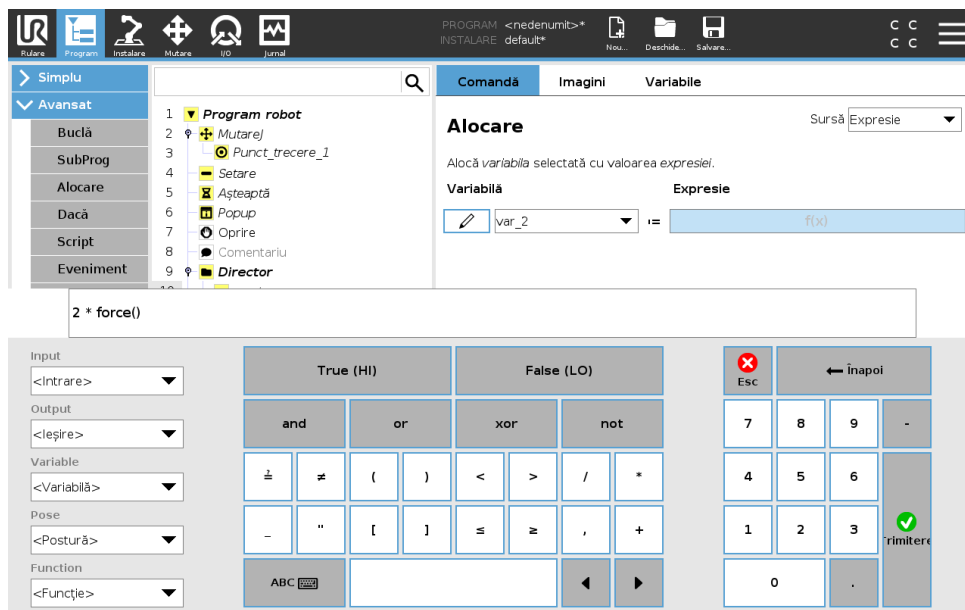 Rulare
Program
Instalare
Mutare
I/O
Jurnal
PROGRAM <nedenumit>*
INSTALARE default*
Nou...
Deschide...
Salvare...
C C
C C
Simplu
Avansat
Buclă
SubProg
Alocare
Dacă
Script
Eveniment
1 Program robot
2 MutareJ
3 Punct_trecere_1
4 Setare
5 Așteaptă
6 Popup
7 Oprire
8 Comentariu
9 Director
Comandă Imagini Variabile
Alocare
Sursă Expresie
Alocă variabila selectată cu valoarea expresiei.
Variabilă Expresie
var_2 := f(x)
2 * force()
Input
<Intrare>
Output
<Ieșire>
Variable
<Variabilă>
Pose
<Postură>
Function
<Funcție>
True (HI) False (LO)
and or xor not
≟ ≠ ( ) < > / *
_ " [ ] ≤ ≥ , +
ABC
Esc Înapoi
7 8 9 -
4 5 6
1 2 3
Trimitere
0 .